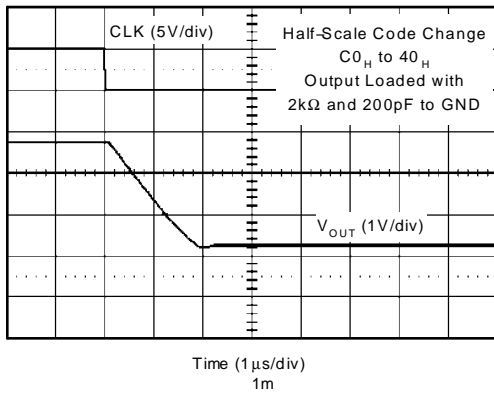 CLK (5V/div)
Half-Scale Code Change
C0H to 40H
Output Loaded with
2kΩ and 200pF to GND
VOUT (1V/div)
Time (1μs/div)
1m